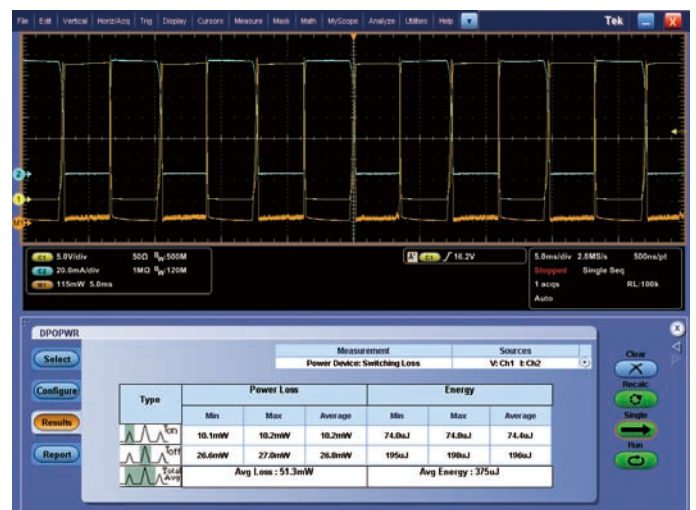 File Edit Vertical Horiz/Acq Trig Display Cursors Measure Mask Math MyScope Analyze Utilities Help Tek X
2
1
M1
C1 5.0V/div 50Ω BW:500M
C2 20.0mA/div 1MΩ BW:120M
M1 115mW 5.0ms
A' C1 / 16.2V
5.0ms/div 2.0MS/s 500ns/pt
Stopped Single Seq
1 acqs RL:100k
Auto
DPOPWR
Select
Configure
Results
Report
Measurement Sources
Power Device: Switching Loss V: Ch1 I: Ch2
Type Power Loss Energy
Min Max Average Min Max Average
Ton 10.1mW 10.2mW 10.2mW 74.0uJ 74.8uJ 74.4uJ
Toff 26.6mW 27.0mW 26.8mW 195uJ 198uJ 196uJ
Total Avg Avg Loss : 51.3mW Avg Energy : 375uJ
Clear
Recalc
Single
Run